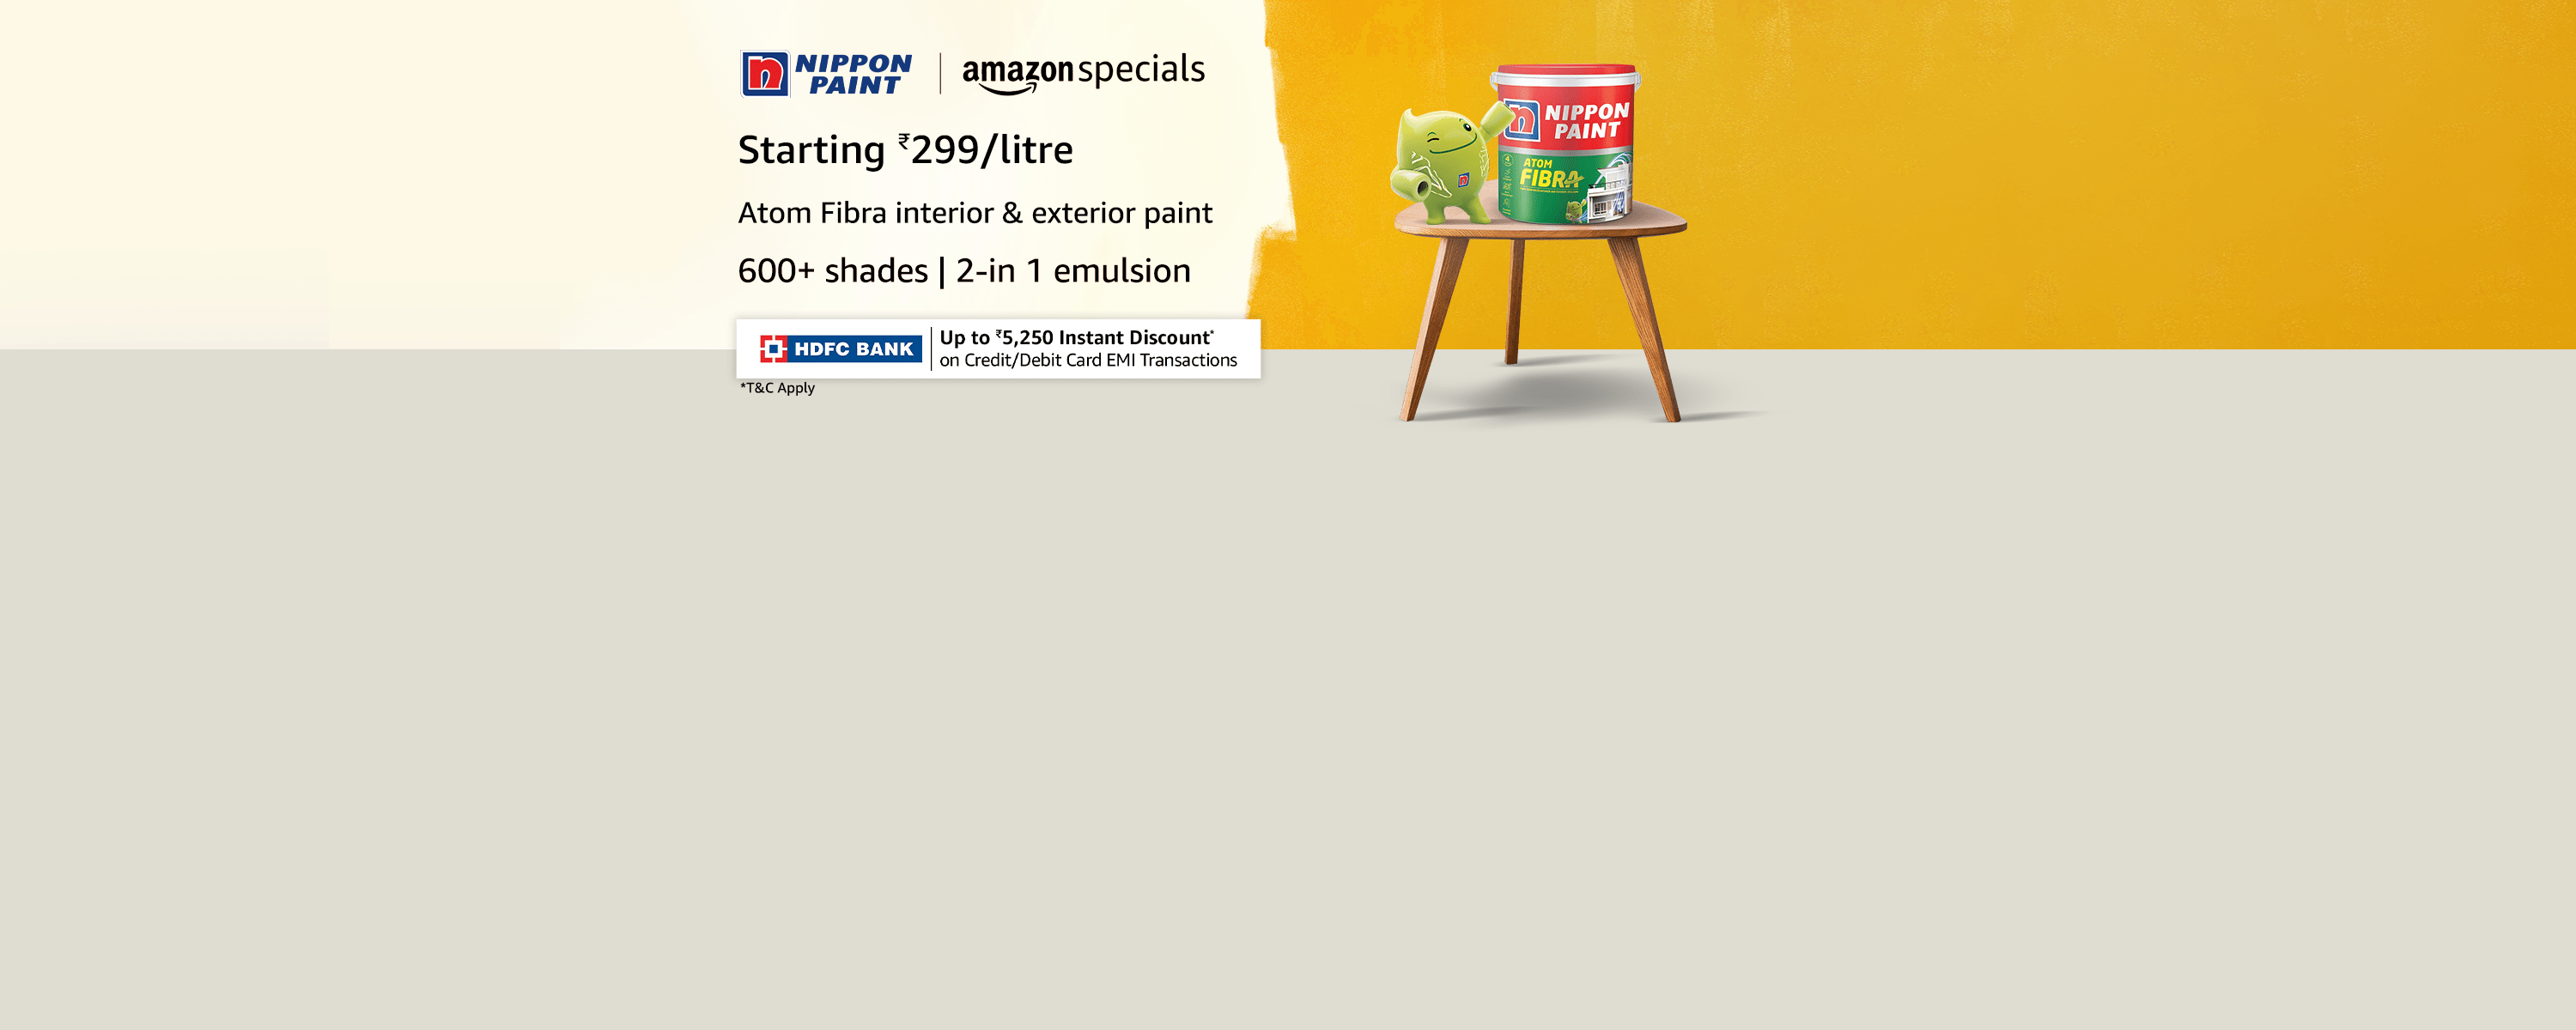 n NIPPON PAINT | amazon specials
Starting ₹299/litre
Atom Fibra interior & exterior paint
600+ shades | 2-in 1 emulsion
HDFC BANK | Up to ₹5,250 Instant Discount*
on Credit/Debit Card EMI Transactions
*T&C Apply
n NIPPON
PAINT
ATOM
FIBRA